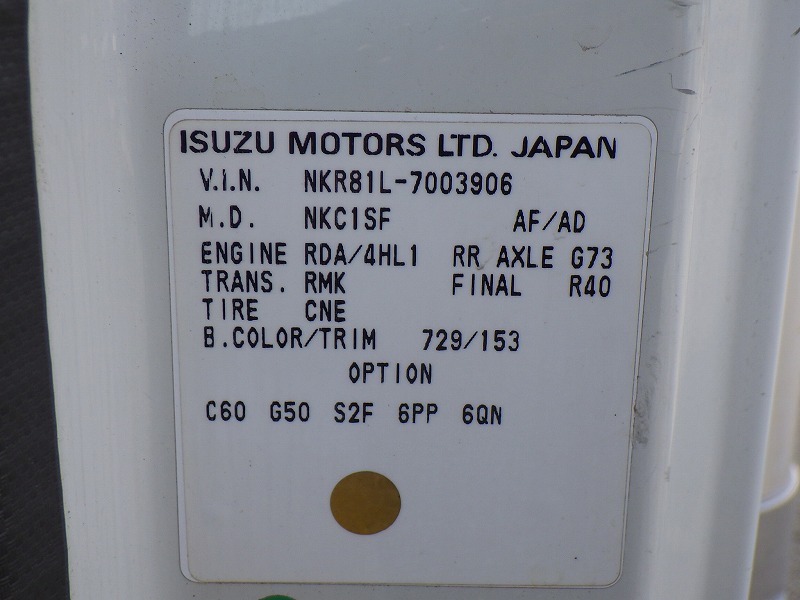 ISUZU MOTORS LTD. JAPAN
V.I.N. NKR81L-7003906
M.D. NKC1SF AF/AD
ENGINE RDA/4HL1 RR AXLE G73
TRANS. RMK FINAL R40
TIRE CNE
B.COLOR/TRIM 729/153
OPTION
C60 G50 S2F 6PP 6QN